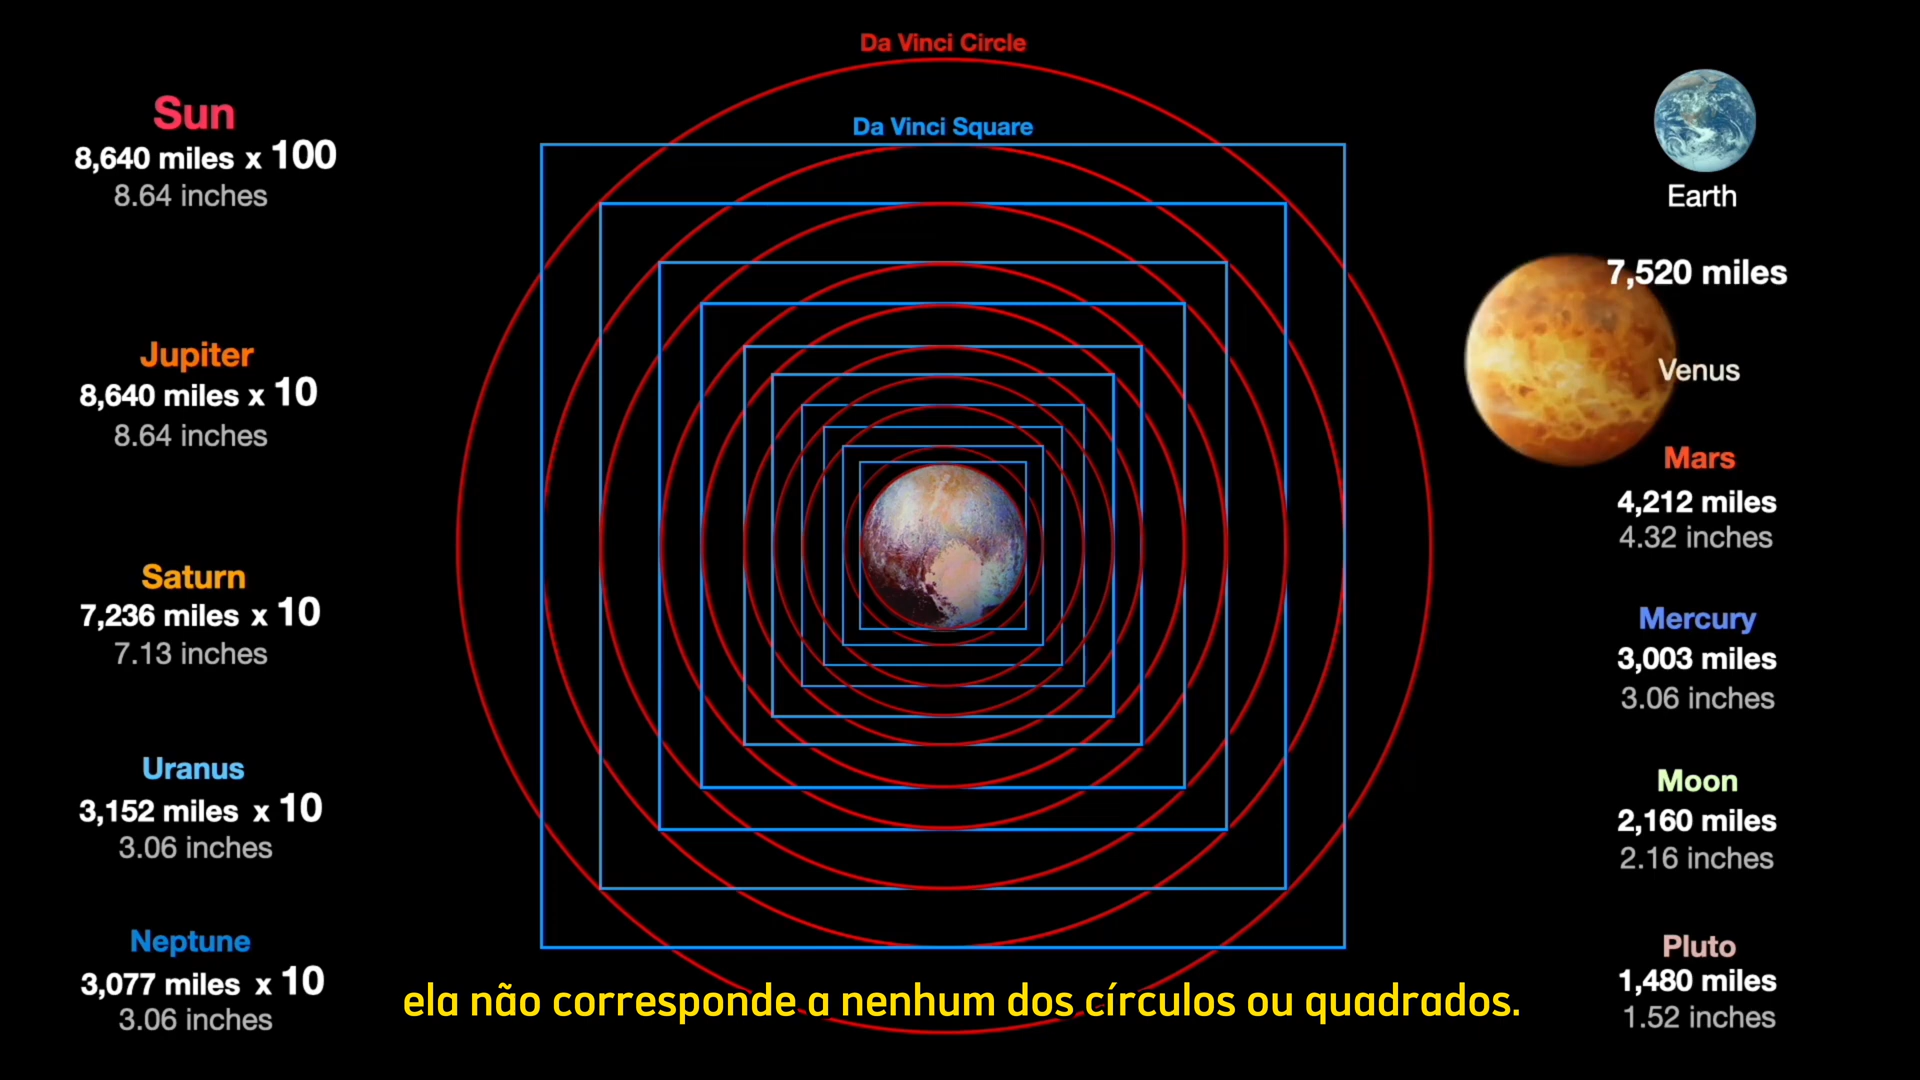 Da Vinci Circle
Da Vinci Square
Sun
8,640 miles x 100
8.64 inches
Jupiter
8,640 miles x 10
8.64 inches
Saturn
7,236 miles x 10
7.13 inches
Uranus
3,152 miles x 10
3.06 inches
Neptune
3,077 miles x 10
3.06 inches
Earth
7,520 miles
Venus
Mars
4,212 miles
4.32 inches
Mercury
3,003 miles
3.06 inches
Moon
2,160 miles
2.16 inches
Pluto
1,480 miles
1.52 inches
ela não corresponde a nenhum dos círculos ou quadrados.